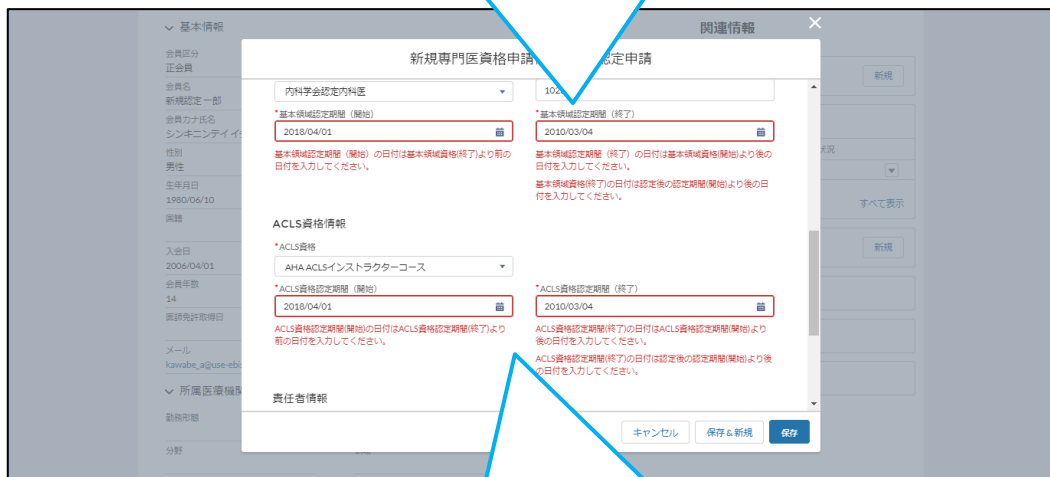 基本情報
関連情報
会員区分
正会員
会員名
新規認定 一郎
会員カナ氏名
シンキニンテイ イ
性別
男性
生年月日
1980/06/10
国籍
入会日
2006/04/01
会員年数
14
医師免許取得日
メール
kawabe_a@use-ebi
所属医療機関
勤務形態
分野
新規
状況
すべて表示
新規
新規専門医資格申請
認定申請
内科学会認定内科医
102
*基本領域認定期間（開始）
2018/04/01
基本領域認定期間（開始）の日付は基本領域資格(終了)より前の
日付を入力してください。
*基本領域認定期間（終了）
2010/03/04
基本領域認定期間（終了）の日付は基本領域資格(開始)より後の
日付を入力してください。
基本領域資格(終了)の日付は認定後の認定期間(開始)より後の日
付を入力してください。
ACLS資格情報
*ACLS資格
AHA ACLSインストラクターコース
*ACLS資格認定期間（開始）
2018/04/01
ACLS資格認定期間(開始)の日付はACLS資格認定期間(終了)より
前の日付を入力してください。
*ACLS資格認定期間（終了）
2010/03/04
ACLS資格認定期間(終了)の日付はACLS資格認定期間(開始)より
後の日付を入力してください。
ACLS資格認定期間(終了)の日付は認定後の認定期間(開始)より後
の日付を入力してください。
責任者情報
キャンセル
保存＆新規
保存